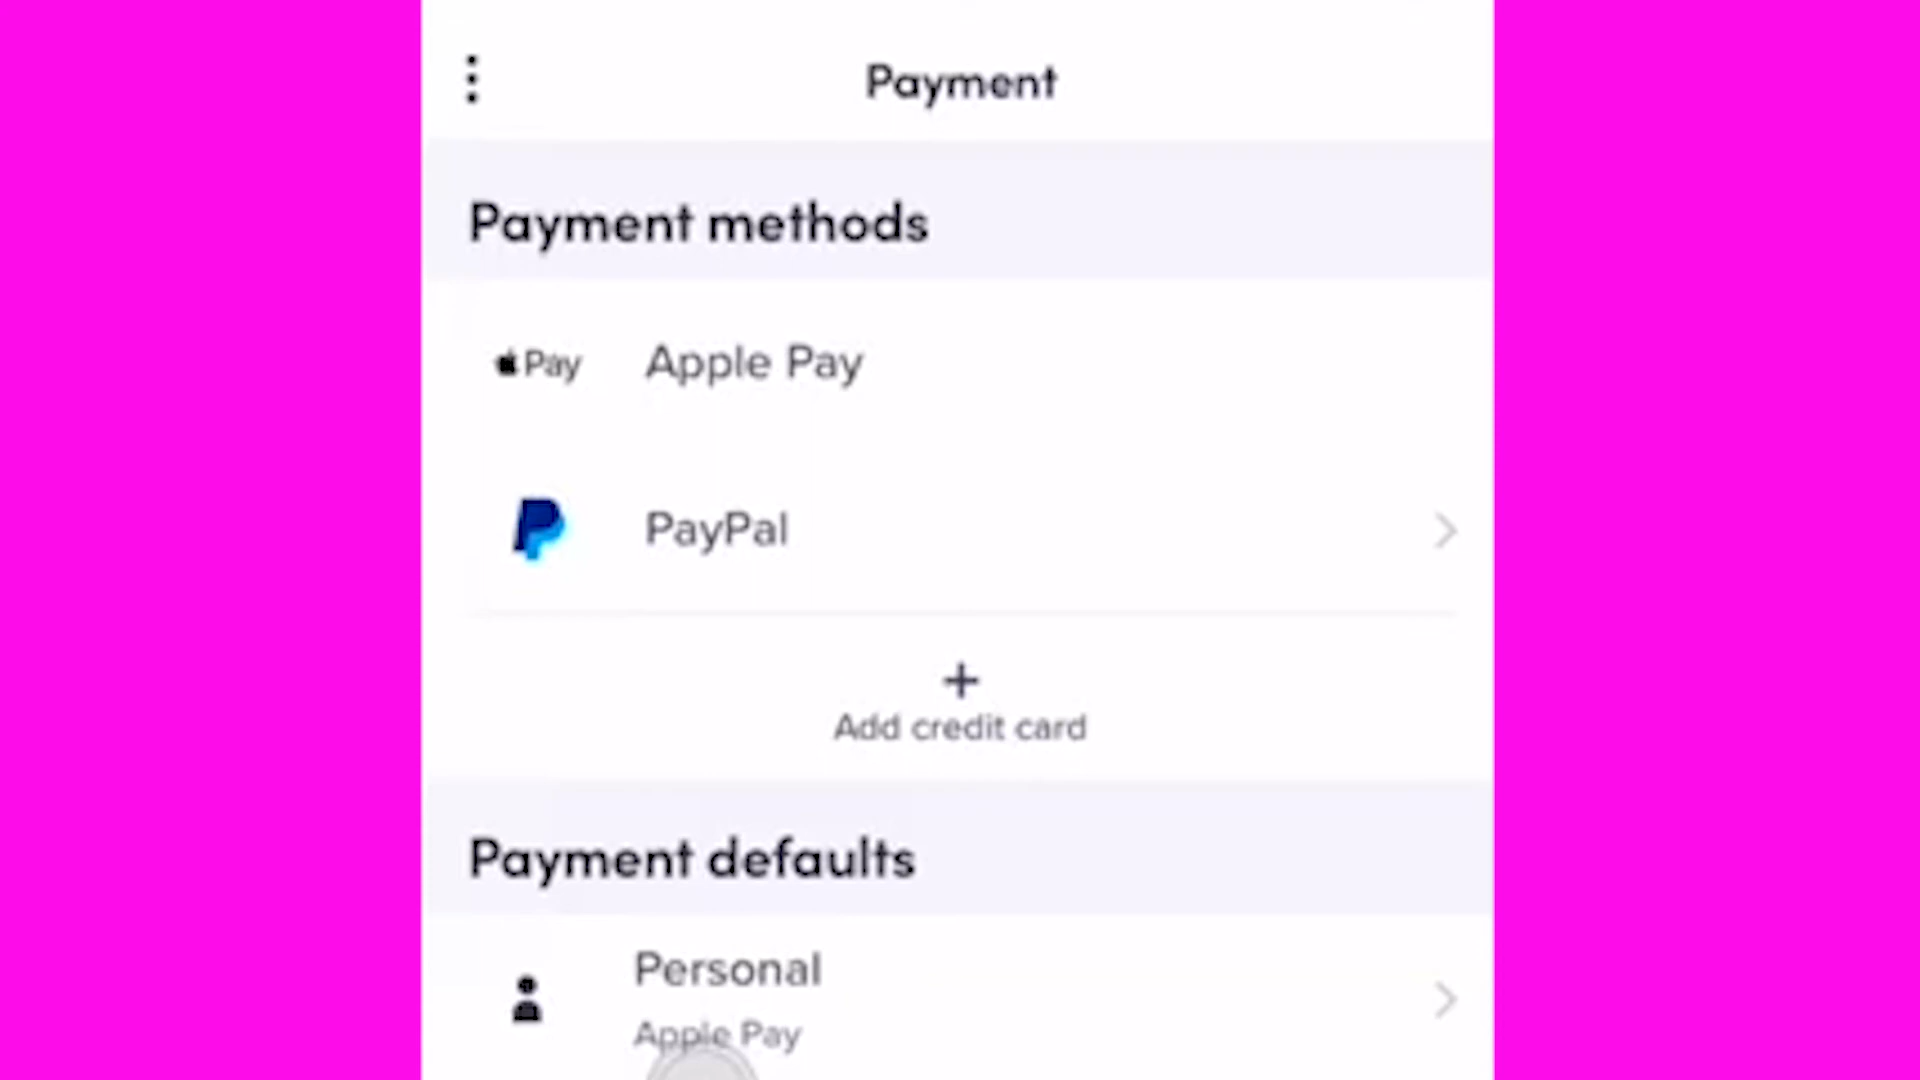 Payment
Payment methods
Pay Apple Pay
PayPal
+
Add credit card
Payment defaults
Personal
Apple Pay